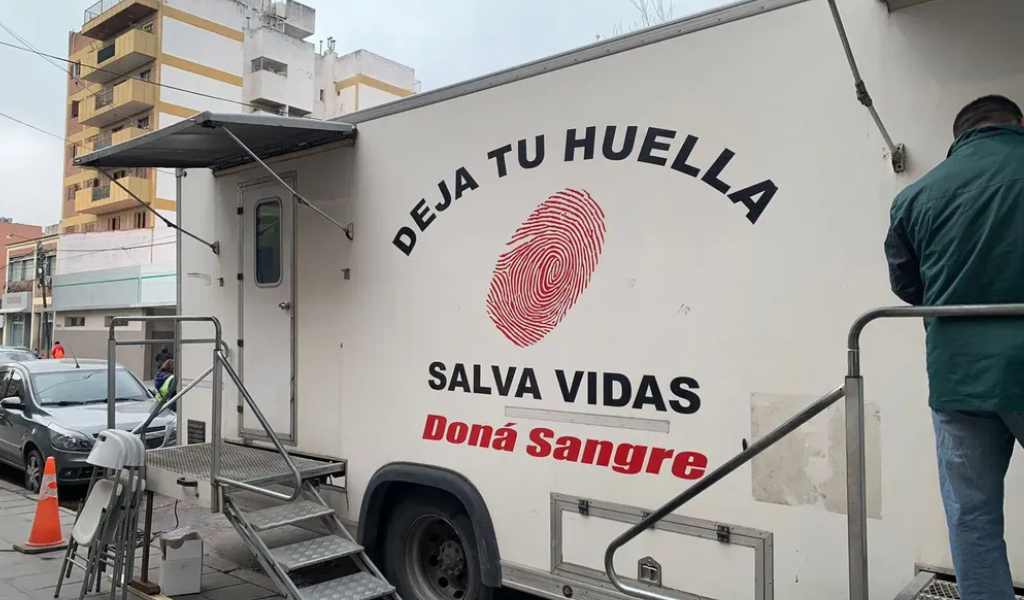 DEJA TU HUELLA
SALVA VIDAS
Doná Sangre